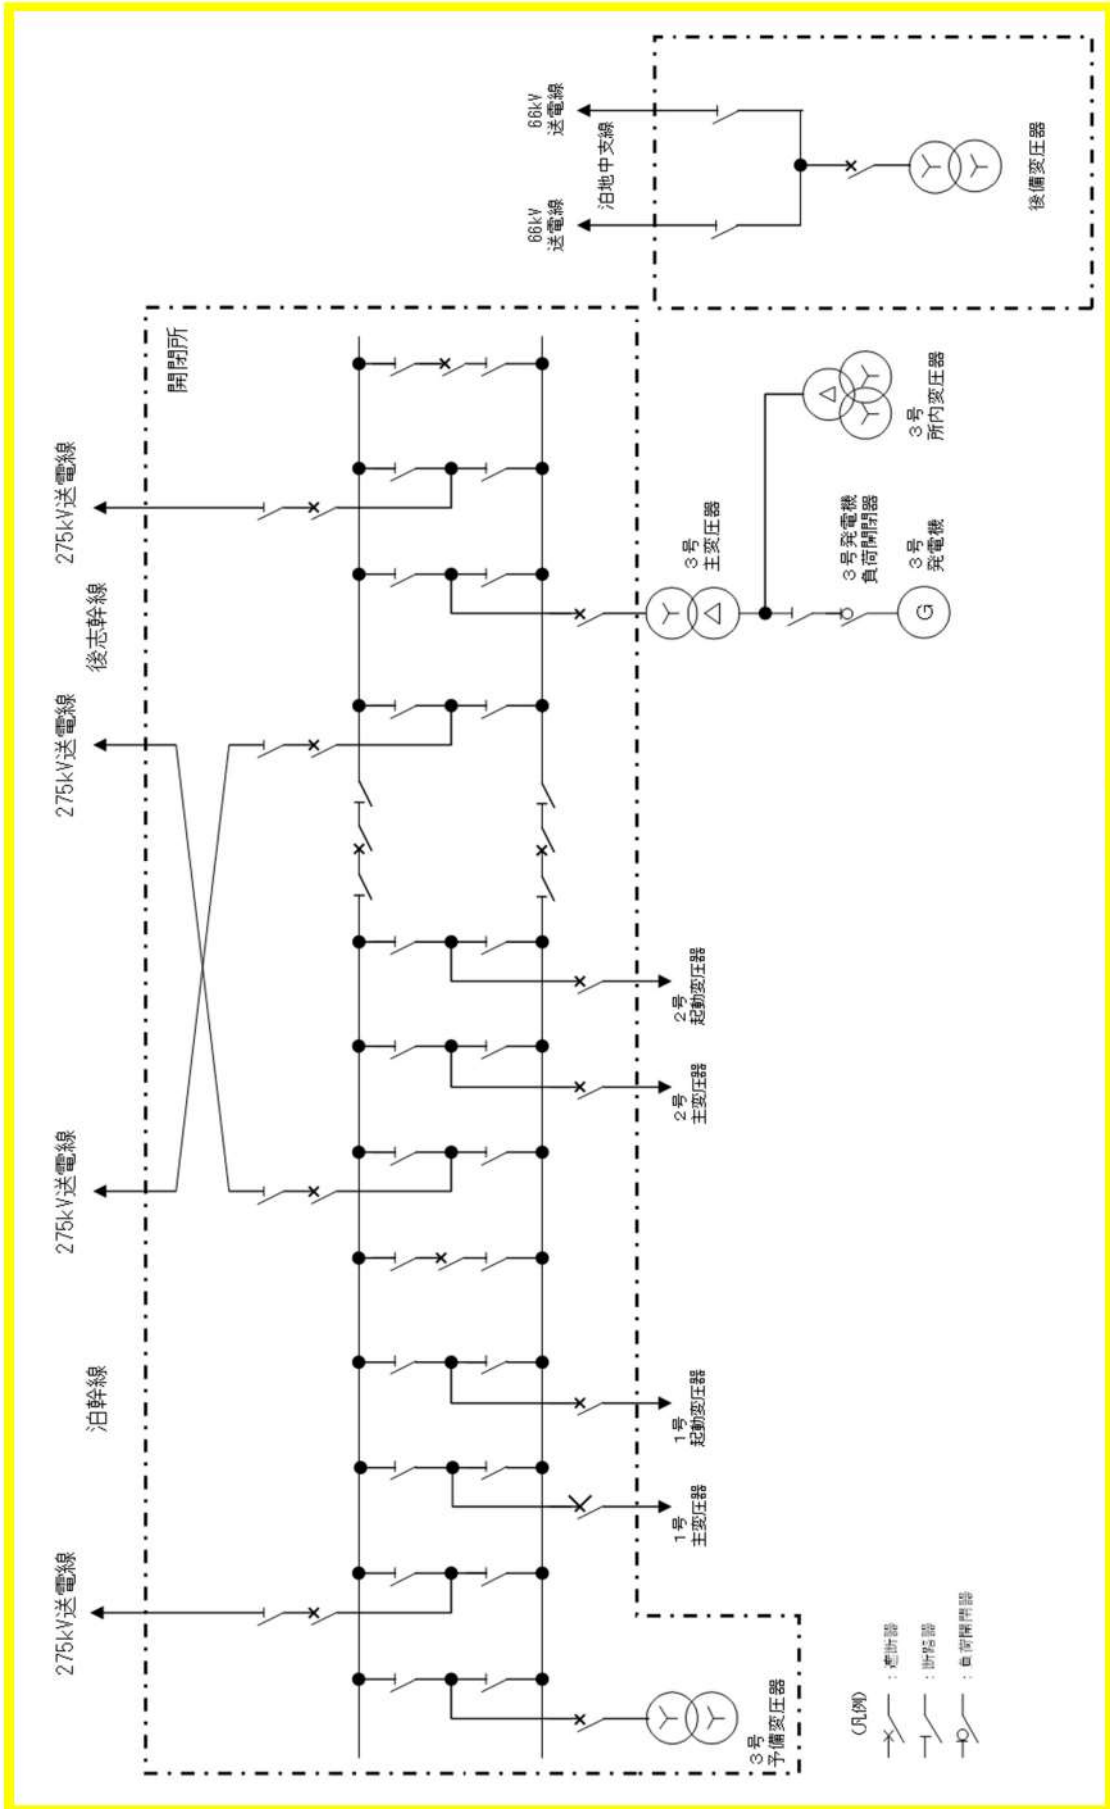 275kV送電線
泊幹線
275kV送電線
275kV送電線
後志幹線
275kV送電線
開閉所
66kV
送電線
泊地中支線
66kV
送電線
3号
予備変圧器
1号
主変圧器
1号
起動変圧器
2号
主変圧器
2号
起動変圧器
3号
主変圧器
3号発電機
負荷開閉器
G
3号
発電機
3号
所内変圧器
後備変圧器
(凡例)
：遮断器
：断路器
：負荷開閉器